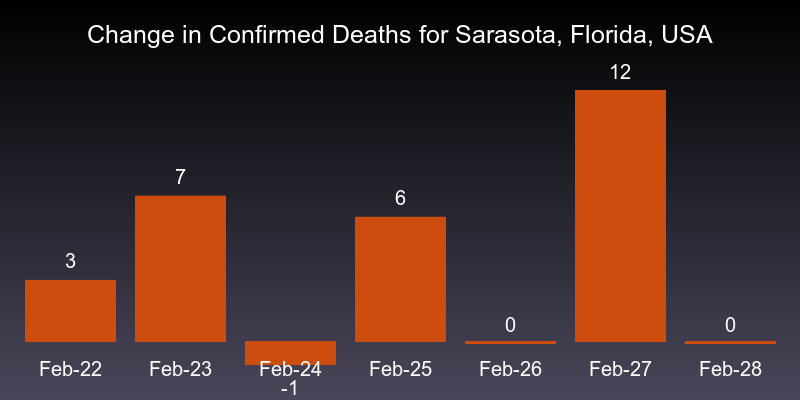 Change in Confirmed Deaths for Sarasota, Florida, USA
12
7
6
3
0
0
Feb-22
Feb-23
Feb-24
Feb-25
Feb-26
Feb-27
Feb-28
-1